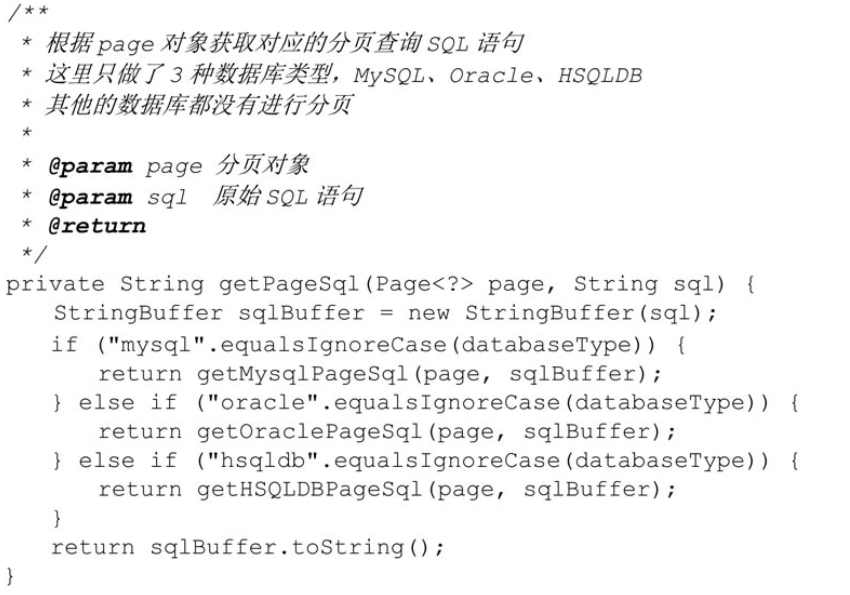 /**
 * 根据 page 对象获取对应的分页查询 SQL 语句
 * 这里只做了 3 种数据库类型，MySQL、Oracle、HSQLDB
 * 其他的数据库都没有进行分页
 *
 * @param page 分页对象
 * @param sql  原始 SQL 语句
 * @return
 */
private String getPageSql(Page<?> page, String sql) {
   StringBuffer sqlBuffer = new StringBuffer(sql);
   if ("mysql".equalsIgnoreCase(databaseType)) {
      return getMysqlPageSql(page, sqlBuffer);
   } else if ("oracle".equalsIgnoreCase(databaseType)) {
      return getOraclePageSql(page, sqlBuffer);
   } else if ("hsqldb".equalsIgnoreCase(databaseType)) {
      return getHSQLDBPageSql(page, sqlBuffer);
   }
   return sqlBuffer.toString();
}